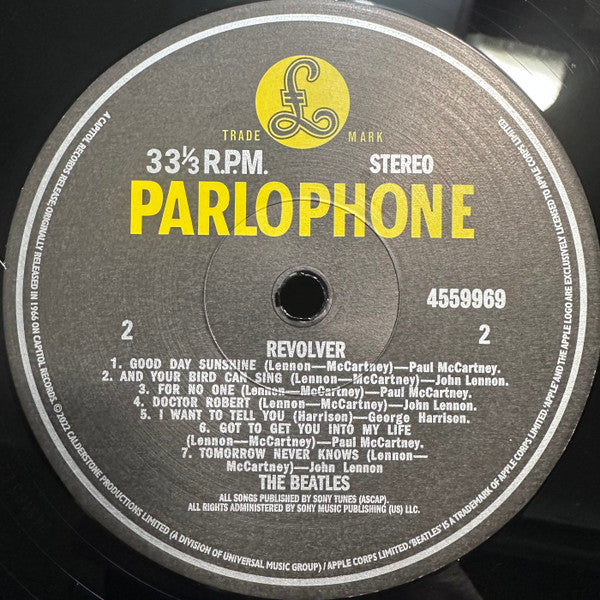 £
TRADE MARK
33⅓ R.P.M. STEREO
PARLOPHONE
4559969
2 2
REVOLVER
1. GOOD DAY SUNSHINE (Lennon—McCartney)—Paul McCartney.
2. AND YOUR BIRD CAN SING (Lennon—McCartney)—John Lennon.
3. FOR NO ONE (Lennon—McCartney)—Paul McCartney.
4. DOCTOR ROBERT (Lennon—McCartney)—John Lennon.
5. I WANT TO TELL YOU (Harrison)—George Harrison.
6. GOT TO GET YOU INTO MY LIFE
(Lennon—McCartney)—Paul McCartney.
7. TOMORROW NEVER KNOWS (Lennon—
McCartney)—John Lennon
THE BEATLES
ALL SONGS PUBLISHED BY SONY TUNES (ASCAP).
ALL RIGHTS ADMINISTERED BY SONY MUSIC PUBLISHING (US) LLC.
A CAPITOL RECORDS RELEASE; ORIGINALLY RELEASED IN 1966 ON CAPITOL RECORDS. © 2022 CALDERSTONE PRODUCTIONS LIMITED (A DIVISION OF UNIVERSAL MUSIC GROUP) / APPLE CORPS LIMITED. 'BEATLES' IS A TRADEMARK OF APPLE CORPS LIMITED. APPLE AND THE APPLE LOGO ARE EXCLUSIVELY LICENSED TO APPLE CORPS LIMITED.